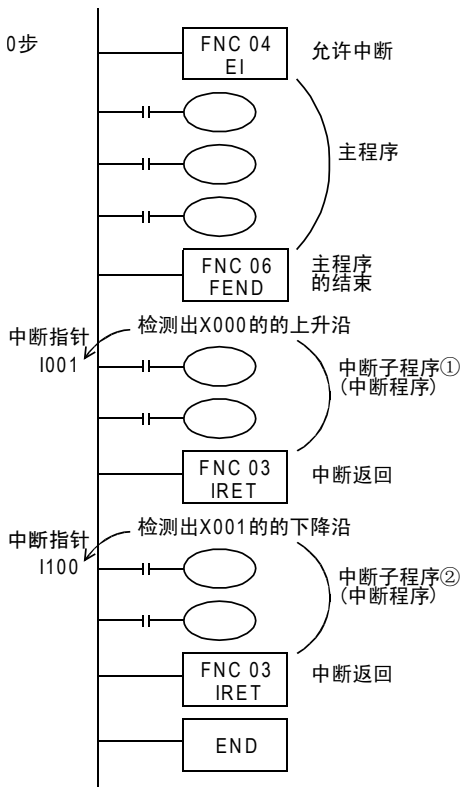 0步
FNC 04
EI
允许中断
主程序
FNC 06
FEND
主程序
的结束
中断指针
I001
检测出X000的的上升沿
中断子程序①
(中断程序)
FNC 03
IRET
中断返回
中断指针
I100
检测出X001的的下降沿
中断子程序②
(中断程序)
FNC 03
IRET
中断返回
END